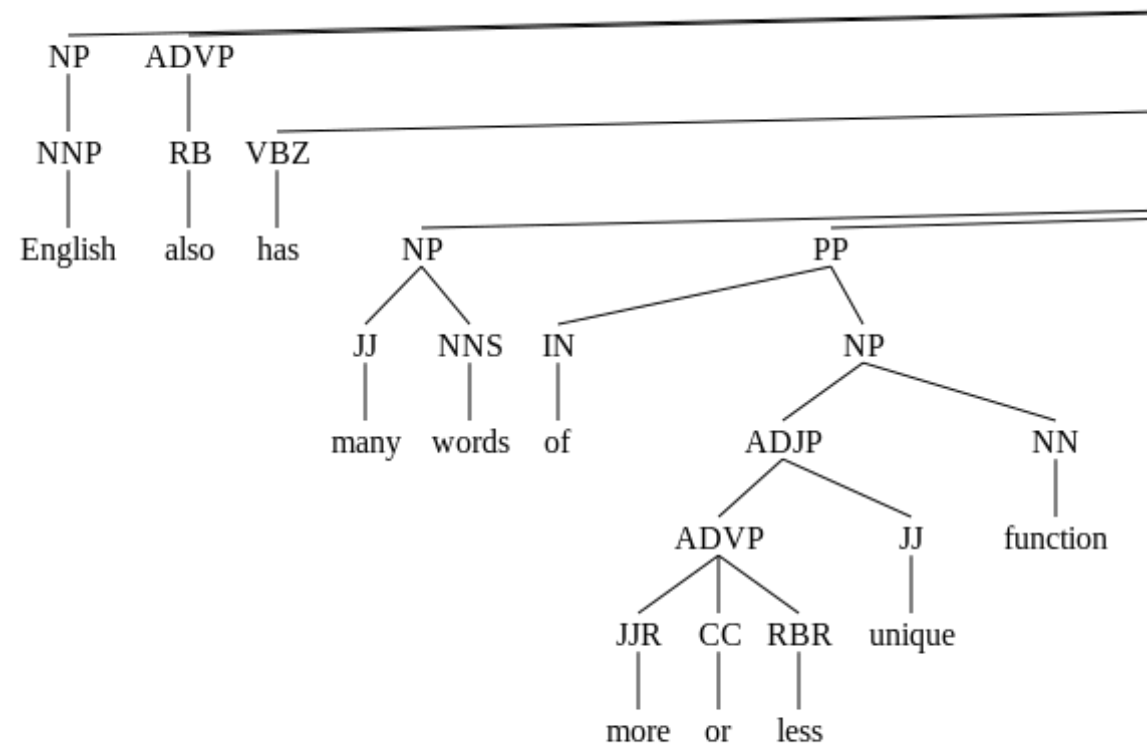 NP ADVP
NNP RB VBZ
English also has NP PP
JJ NNS IN NP
many words of ADJP NN
ADVP JJ function
JJR CC RBR unique
more or less